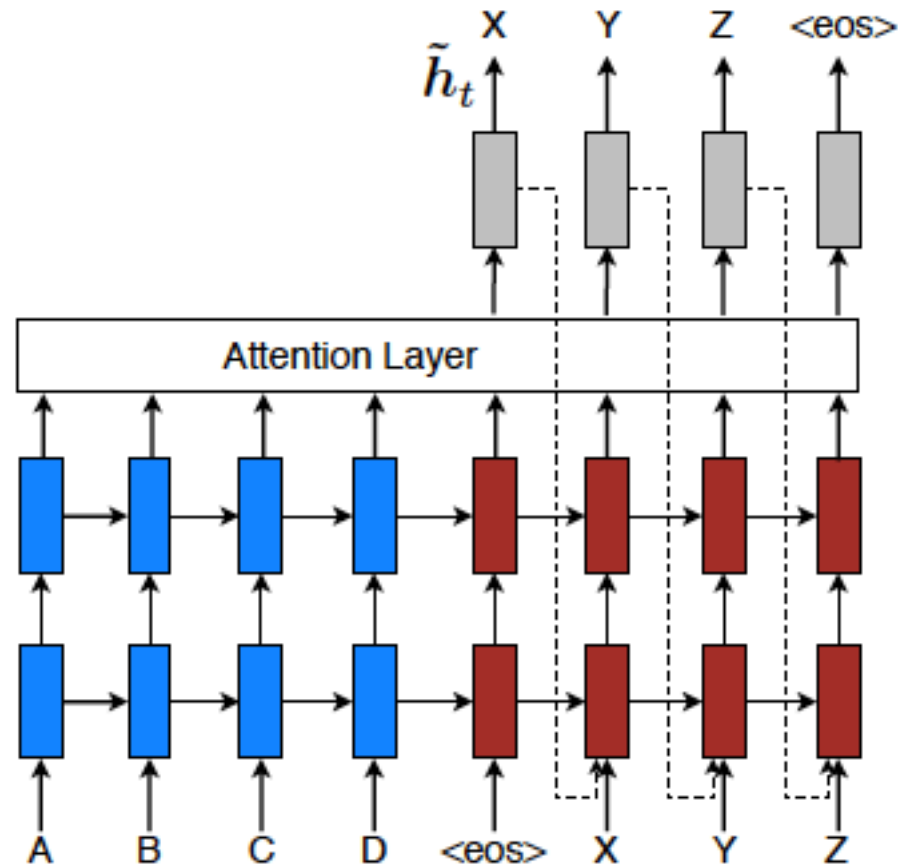 X Y Z <eos>
h̃ₜ
Attention Layer
A B C D <eos> X Y Z